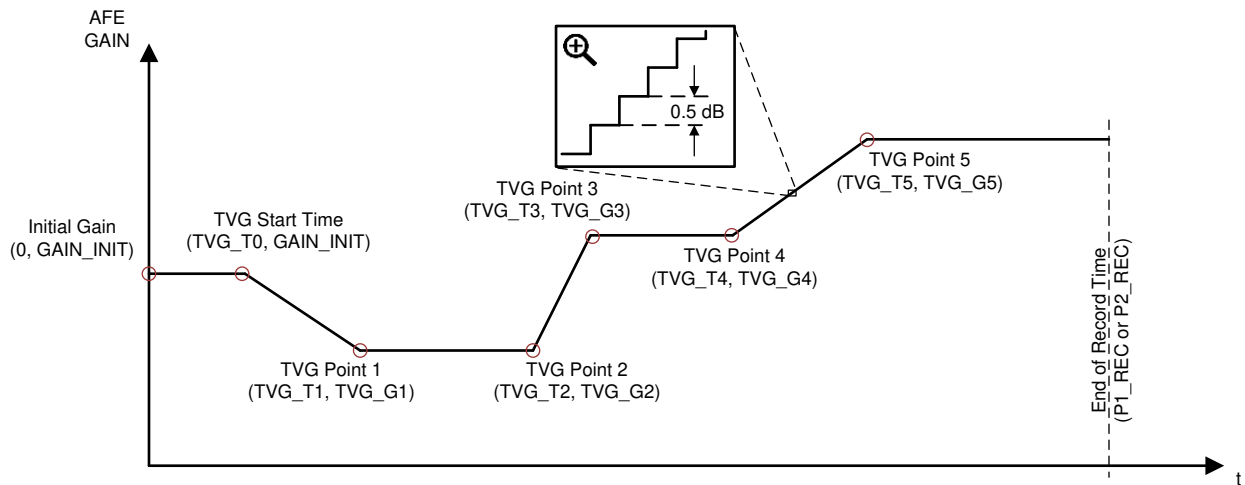 AFE
GAIN
0.5 dB
TVG Point 5
(TVG_T5, TVG_G5)
TVG Point 3
(TVG_T3, TVG_G3)
Initial Gain
(0, GAIN_INIT)
TVG Start Time
(TVG_T0, GAIN_INIT)
TVG Point 4
(TVG_T4, TVG_G4)
TVG Point 1
(TVG_T1, TVG_G1)
TVG Point 2
(TVG_T2, TVG_G2)
End of Record Time
(P1_REC or P2_REC)
t